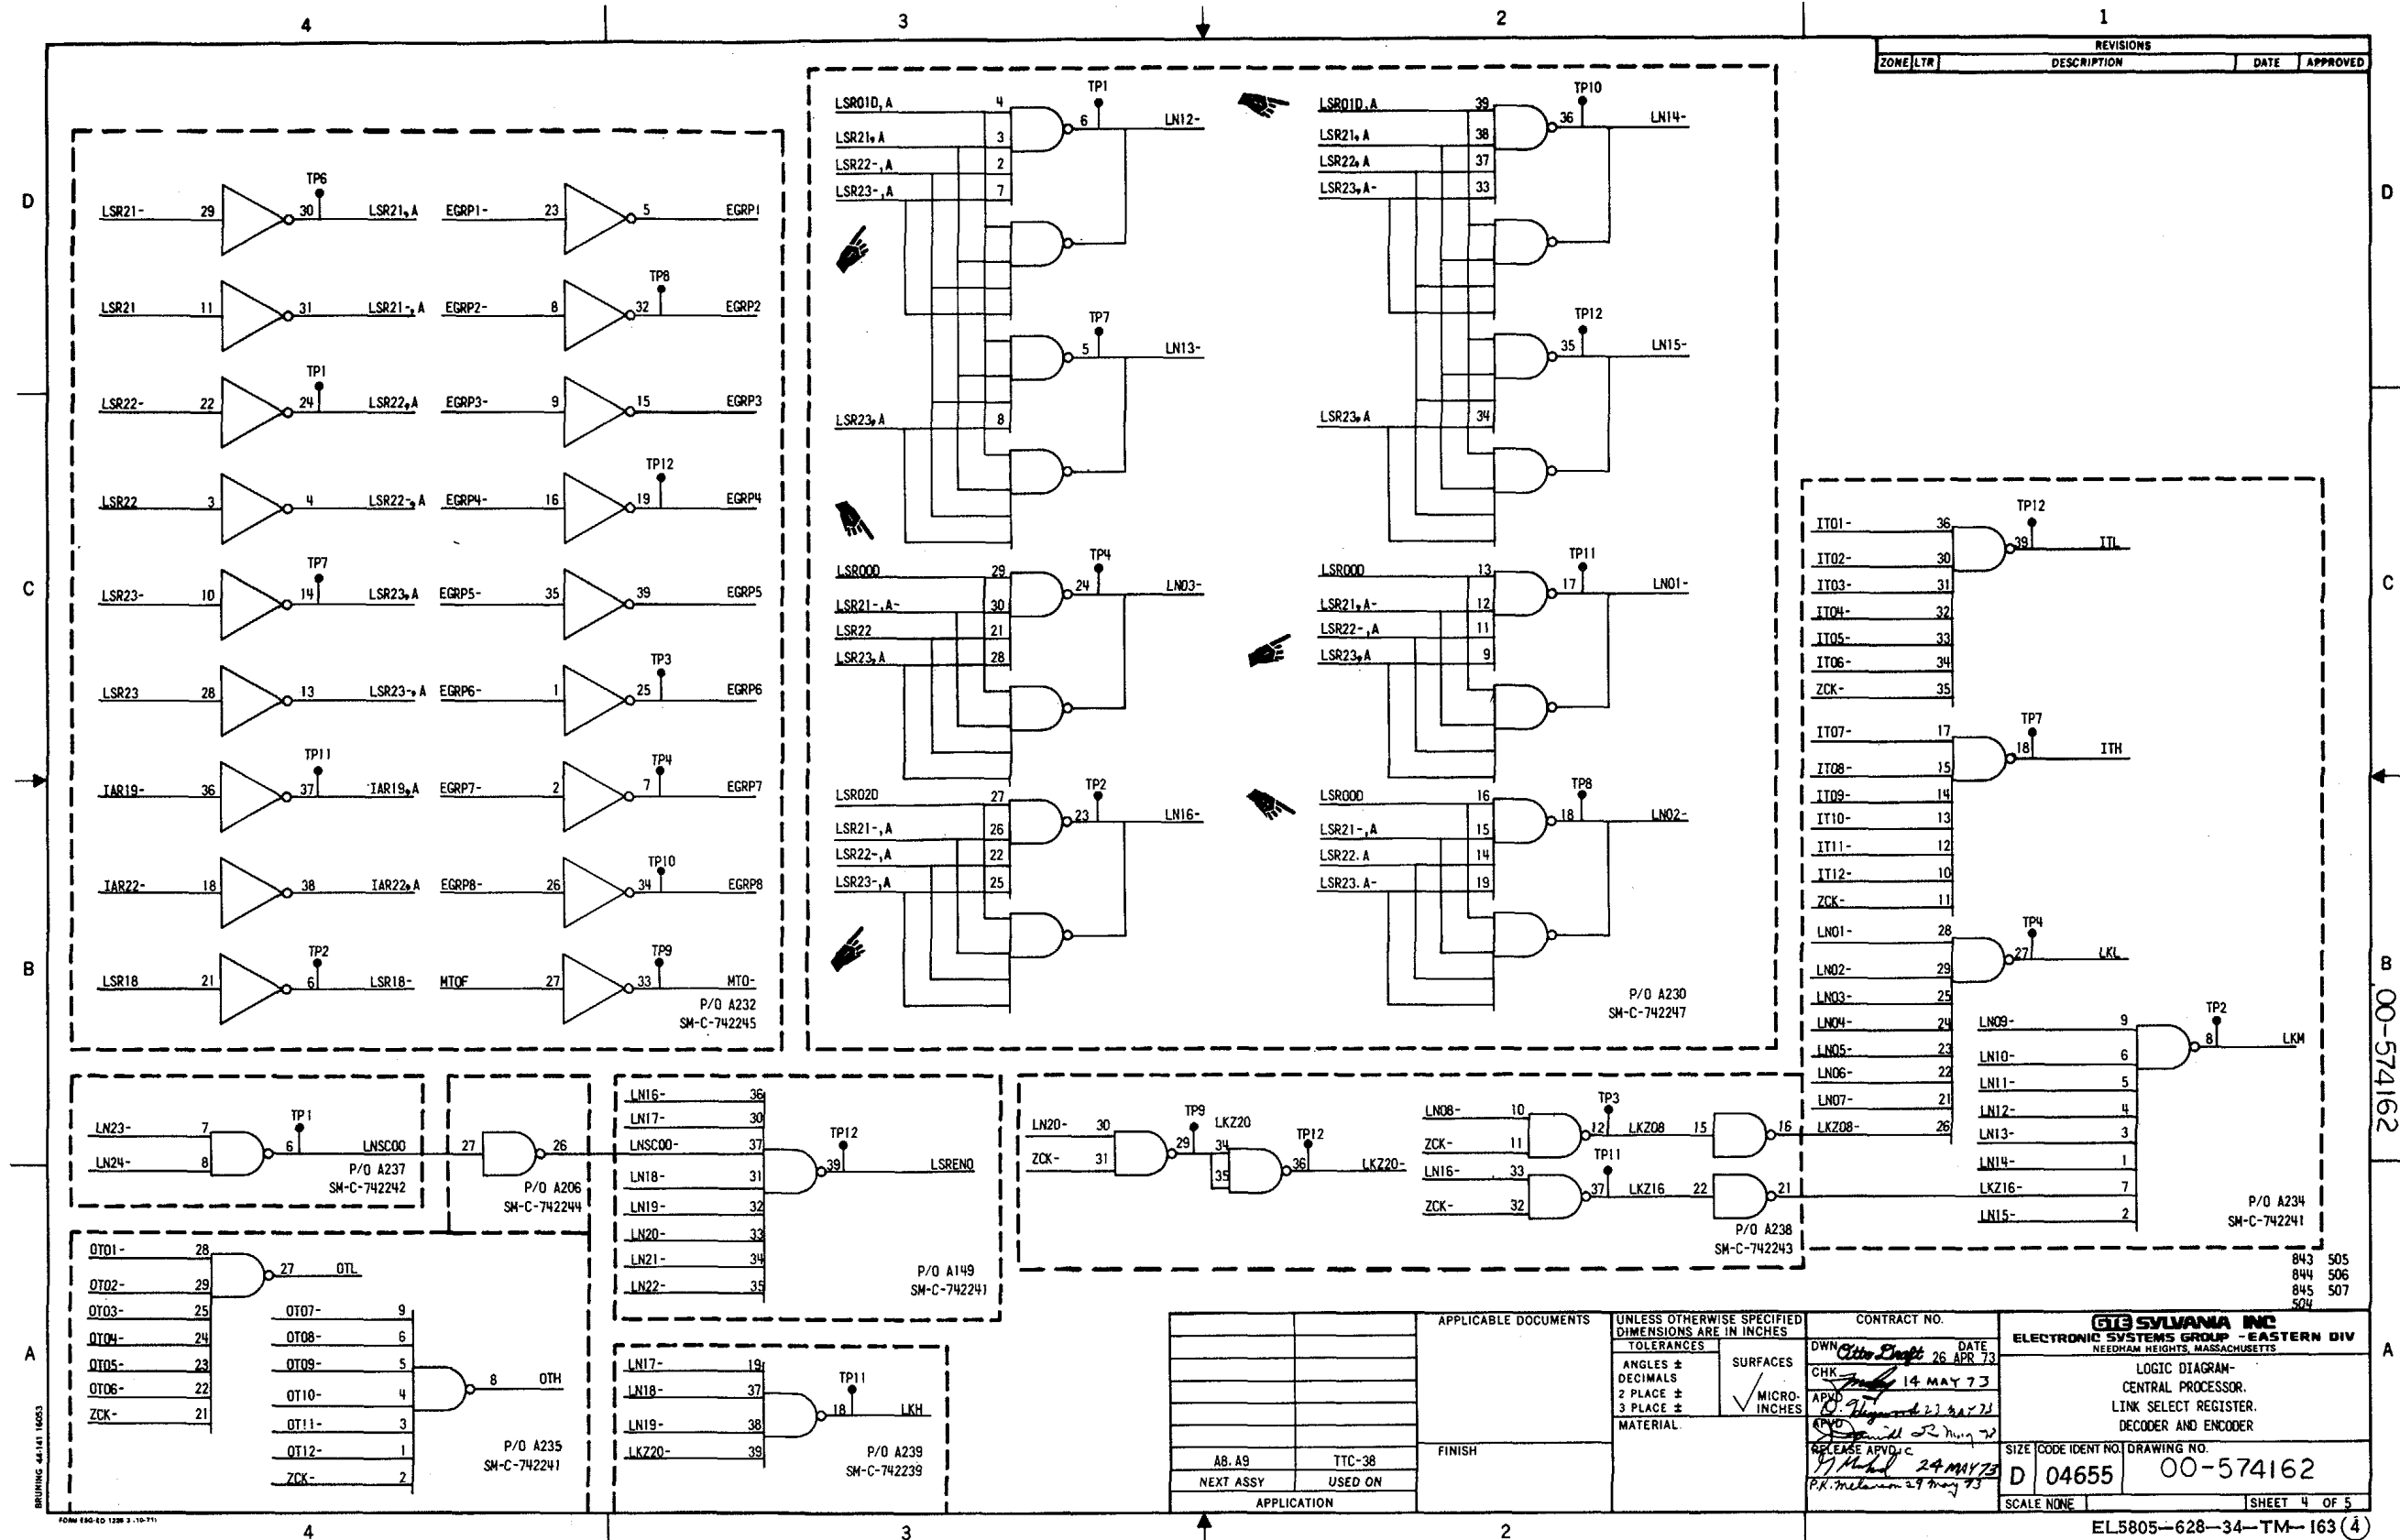 4 3 2 1
REVISIONS
ZONE LTR DESCRIPTION DATE APPROVED
D
C
B
A
LSR21- 29 TP6 30 LSR21,A EGRP1- 23 5 EGRP1
LSR21 11 31 LSR21-,A EGRP2- 8 TP8 32 EGRP2
LSR22- 22 TP1 24 LSR22,A EGRP3- 9 15 EGRP3
LSR22 3 4 LSR22-,A EGRP4- 16 TP12 19 EGRP4
LSR23- 10 TP7 14 LSR23,A EGRP5- 35 39 EGRP5
LSR23 28 13 LSR23-,A EGRP6- 1 TP3 25 EGRP6
IAR19- 36 TP11 37 IAR19,A EGRP7- 2 TP4 7 EGRP7
IAR22- 18 38 IAR22,A EGRP8- 26 TP10 34 EGRP8
LSR18 21 TP2 6 LSR18- MTOF 27 TP9 33 MTO-
P/O A232
SM-C-742245
LSR01D,A 4 TP1
6 LN12-
LSR21,A 3
LSR22-,A 2
LSR23-,A 7
TP7
5 LN13-
LSR23,A 8
LSR00D 29 TP4
24 LN03-
LSR21-,A- 30
LSR22 21
LSR23,A 28
LSR02D 27 TP2
23 LN16-
LSR21-,A 26
LSR22-,A 22
LSR23-,A 25
LSR01D,A 39 TP10
36 LN14-
LSR21,A 38
LSR22,A 37
LSR23,A- 33
TP12
35 LN15-
LSR23,A 34
LSR00D 13 TP11
17 LN01-
LSR21,A- 12
LSR22-,A 11
LSR23,A 9
LSR00D 16 TP8
18 LN02-
LSR21-,A 15
LSR22.A 14
LSR23.A- 19
P/O A230
SM-C-742247
IT01- 36 TP12
39 ITL
IT02- 30
IT03- 31
IT04- 32
IT05- 33
IT06- 34
ZCK- 35
IT07- 17 TP7
18 ITH
IT08- 15
IT09- 14
IT10- 13
IT11- 12
IT12- 10
ZCK- 11
LN01- 28 TP4
27 LKL
LN02- 29
LN03- 25
LN04- 24
LN05- 23
LN06- 22
LN07- 21
LKZ08- 26
LN09- 9 TP2
8 LKM
LN10- 6
LN11- 5
LN12- 4
LN13- 3
LN14- 1
LKZ16- 7
LN15- 2
P/O A234
SM-C-742241
LN23- 7 TP1
6 LNSC00
LN24- 8
P/O A237
SM-C-742242
27 26
P/O A206
SM-C-742244
LN16- 36
LN17- 30
LNSC00- 37 TP12
39 LSREN0
LN18- 31
LN19- 32
LN20- 33
LN21- 34
LN22- 35
P/O A149
SM-C-742241
LN20- 30 TP9
29 LKZ20
ZCK- 31
34 35 TP12
36 LKZ20-
LN08- 10 TP3
12 LKZ08 15 16
ZCK- 11
LN16- 33 TP11
37 LKZ16 22 21
ZCK- 32
P/O A238
SM-C-742243
OT01- 28
27 OTL
OT02- 29
OT03- 25
OT04- 24
OT05- 23
OT06- 22
ZCK- 21
OT07- 9
OT08- 6
OT09- 5
8 OTH
OT10- 4
OT11- 3
OT12- 1
ZCK- 2
P/O A235
SM-C-742241
LN17- 19
LN18- 37 TP11
18 LKH
LN19- 38
LKZ20- 39
P/O A239
SM-C-742239
843 505
844 506
845 507
504
A8. A9 TTC-38
NEXT ASSY USED ON
APPLICATION
APPLICABLE DOCUMENTS
FINISH
UNLESS OTHERWISE SPECIFIED
DIMENSIONS ARE IN INCHES
TOLERANCES
ANGLES ±
DECIMALS
2 PLACE ±
3 PLACE ±
SURFACES
MICRO-
INCHES
MATERIAL
CONTRACT NO.
DWN Otto Draft DATE 26 APR 73
CHK 14 MAY 73
APVD 23 MAY 73
APVD
RELEASE APVD 24 MAY 73
29 May 73
GTE SYLVANIA INC
ELECTRONIC SYSTEMS GROUP - EASTERN DIV
NEEDHAM HEIGHTS, MASSACHUSETTS
LOGIC DIAGRAM-
CENTRAL PROCESSOR.
LINK SELECT REGISTER.
DECODER AND ENCODER
SIZE CODE IDENT NO. DRAWING NO.
D 04655 00-574162
SCALE NONE SHEET 4 OF 5
00-574162
BRUNING 44-141 16053
4 3 2
EL5805-628-34-TM-163 (4)